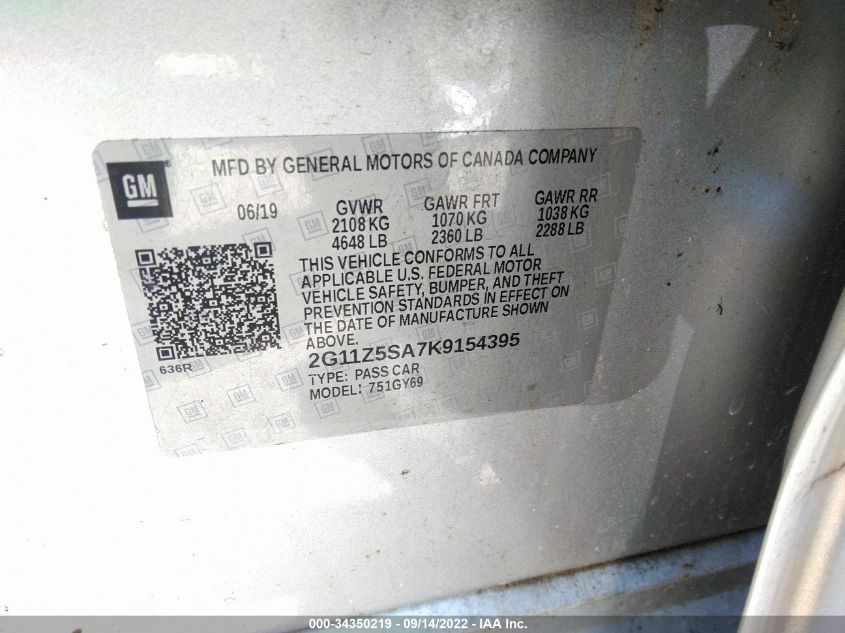 GM
MFD BY GENERAL MOTORS OF CANADA COMPANY
06/19 GVWR GAWR FRT GAWR RR
2108 KG 1070 KG 1038 KG
4648 LB 2360 LB 2288 LB
THIS VEHICLE CONFORMS TO ALL
APPLICABLE U.S. FEDERAL MOTOR
VEHICLE SAFETY, BUMPER, AND THEFT
PREVENTION STANDARDS IN EFFECT ON
THE DATE OF MANUFACTURE SHOWN
ABOVE.
636R
2G11Z5SA7K9154395
TYPE: PASS CAR
MODEL: 751GY69
000-34350219 - 09/14/2022 - IAA Inc.